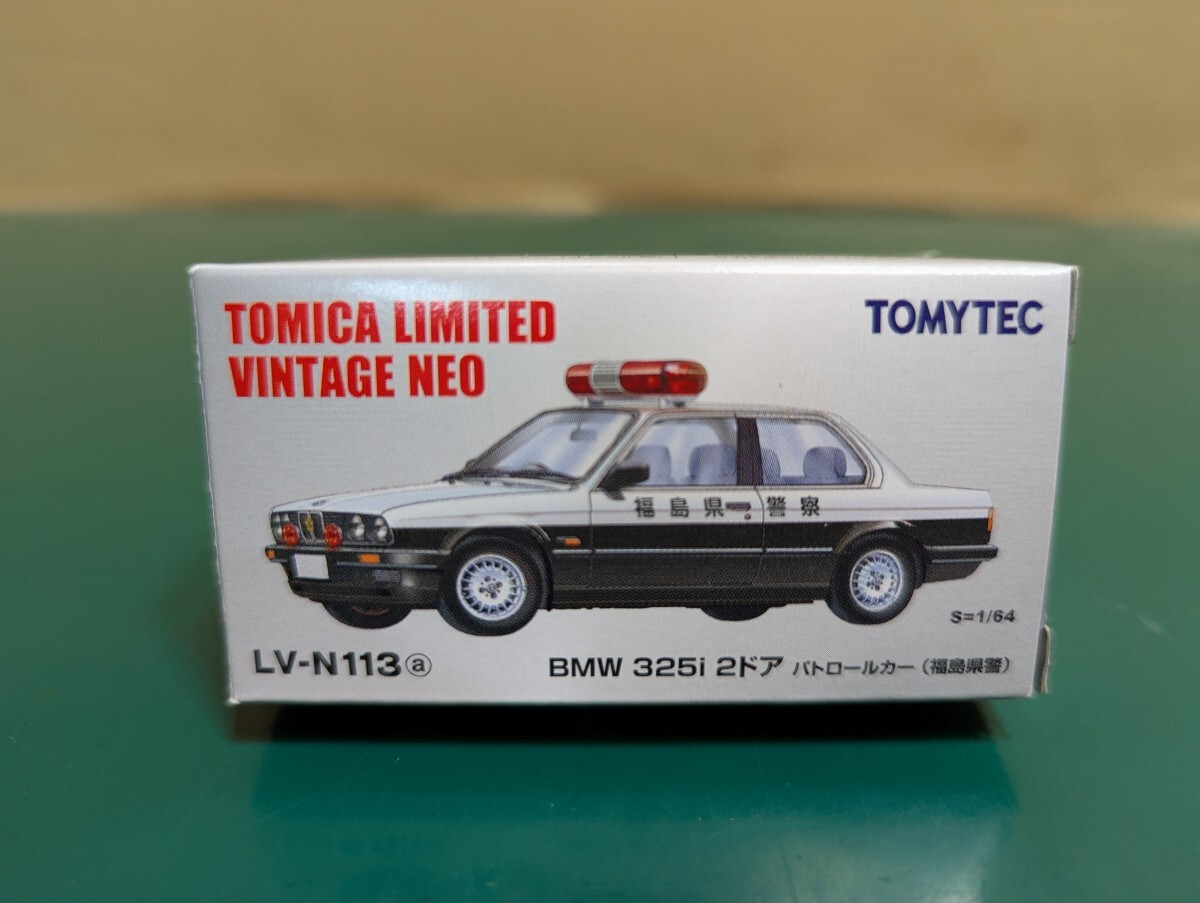 TOMICA LIMITED
VINTAGE NEO
TOMYTEC
福島県警察
S=1/64
LV-N113ⓐ
BMW 325i 2ドア パトロールカー（福島県警）